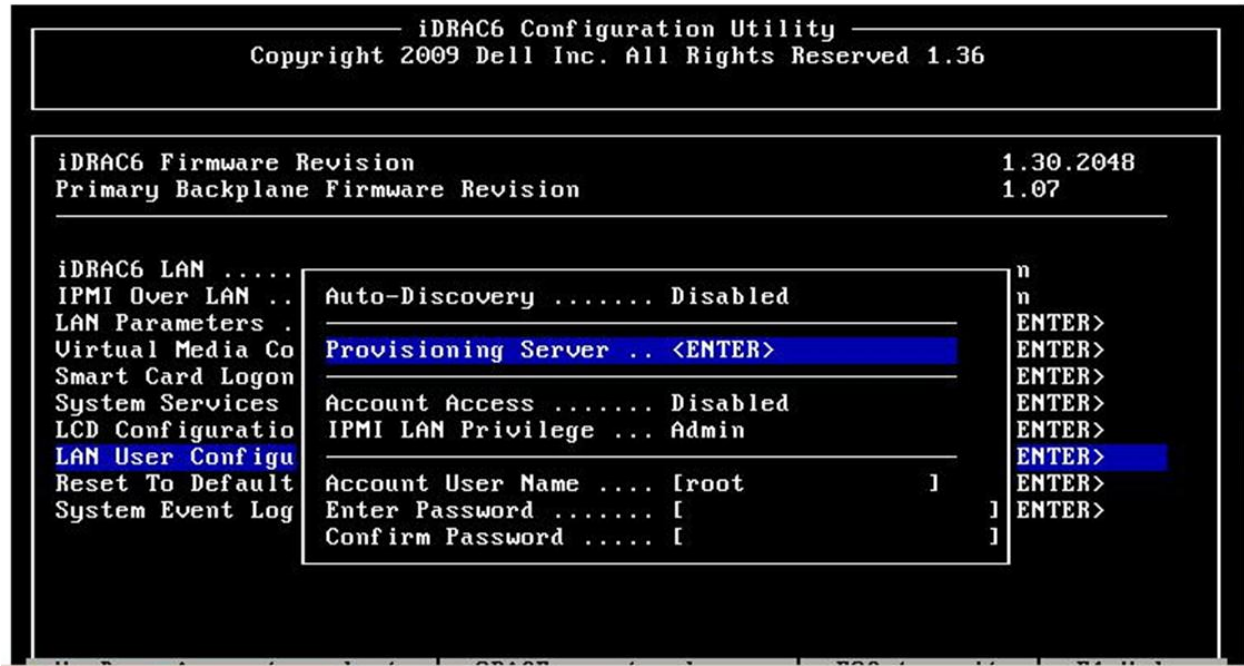 iDRAC6 Configuration Utility
Copyright 2009 Dell Inc. All Rights Reserved 1.36
iDRAC6 Firmware Revision 1.30.2048
Primary Backplane Firmware Revision 1.07
iDRAC6 LAN ..... n
IPMI Over LAN .. n
LAN Parameters . ENTER>
Virtual Media Co ENTER>
Smart Card Logon ENTER>
System Services ENTER>
LCD Configuratio ENTER>
LAN User Configu ENTER>
Reset To Default ENTER>
System Event Log ENTER>
Auto-Discovery ....... Disabled
Provisioning Server .. <ENTER>
Account Access ....... Disabled
IPMI LAN Privilege ... Admin
Account User Name .... [root ]
Enter Password ....... [ ]
Confirm Password ..... [ ]